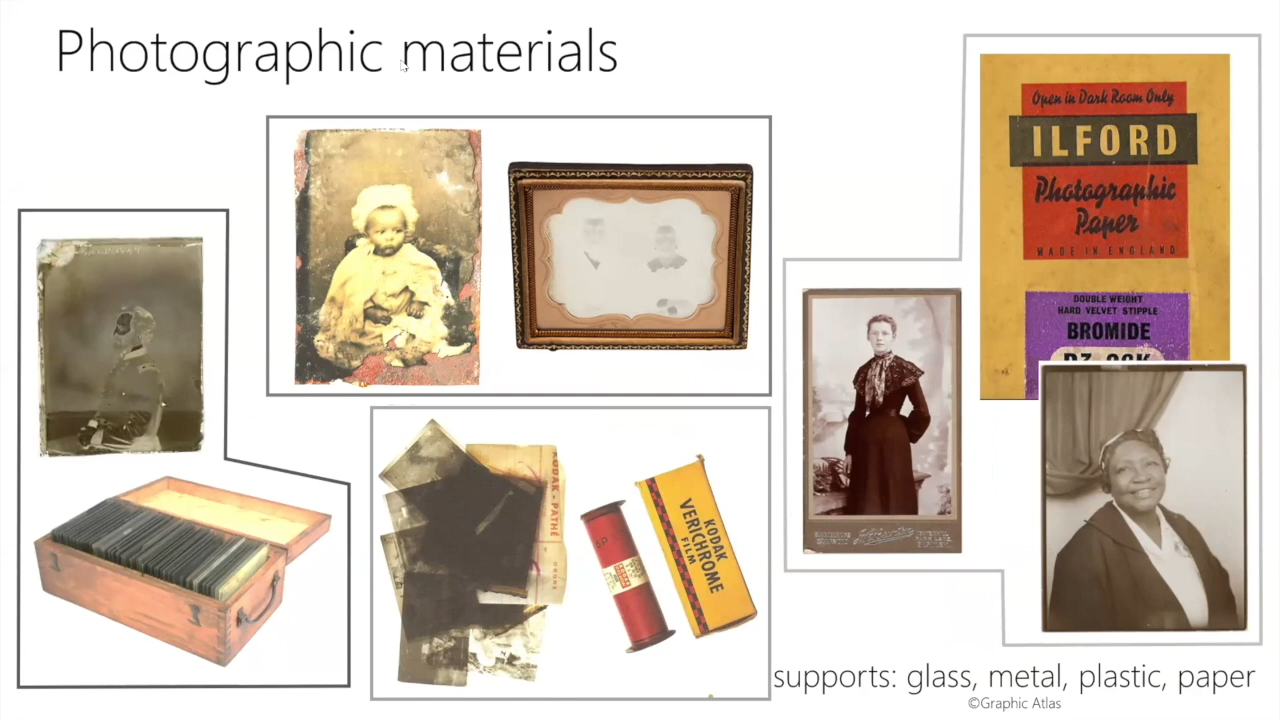 Photographic materials
Open in Dark Room Only
ILFORD
Photographic
Paper
MADE IN ENGLAND
DOUBLE WEIGHT
HARD VELVET STIPPLE
BROMIDE
KODAK - PATHÉ
6P
KODAK
VERICHROME
FILM
supports: glass, metal, plastic, paper
©Graphic Atlas